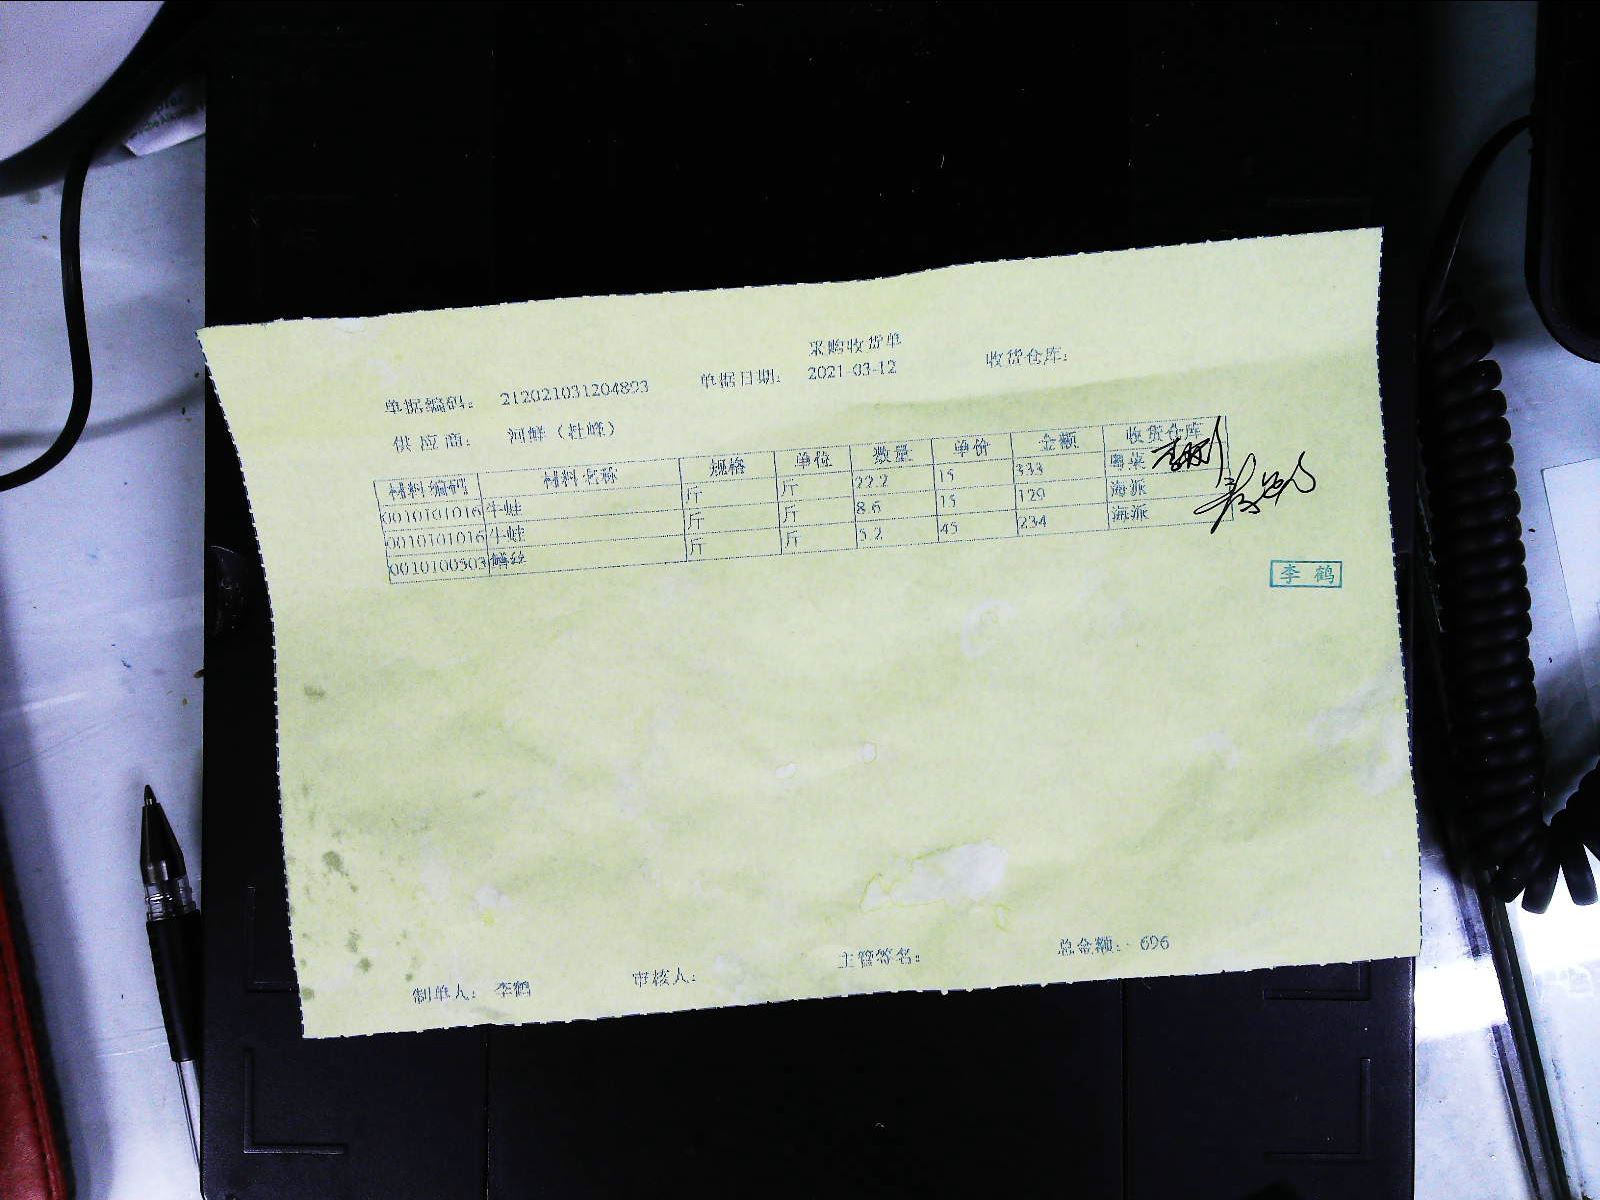 采购收货单
单据编码： 212021031204893 单据日期： 2021-03-12 收货仓库：
供应商： 河鲜（杜峰）
材料编码 材料名称 规格 单位 数量 单价 金额 收货仓库
0010101016 牛蛙 斤 斤 22.2 15 333 粤菜
0010101016 牛蛙 斤 斤 8.6 15 129 海派
0010100503 鳝丝 斤 斤 5.2 45 234 海派
李鹤
制单人： 李鹤 审核人： 主管签名： 总金额： 696